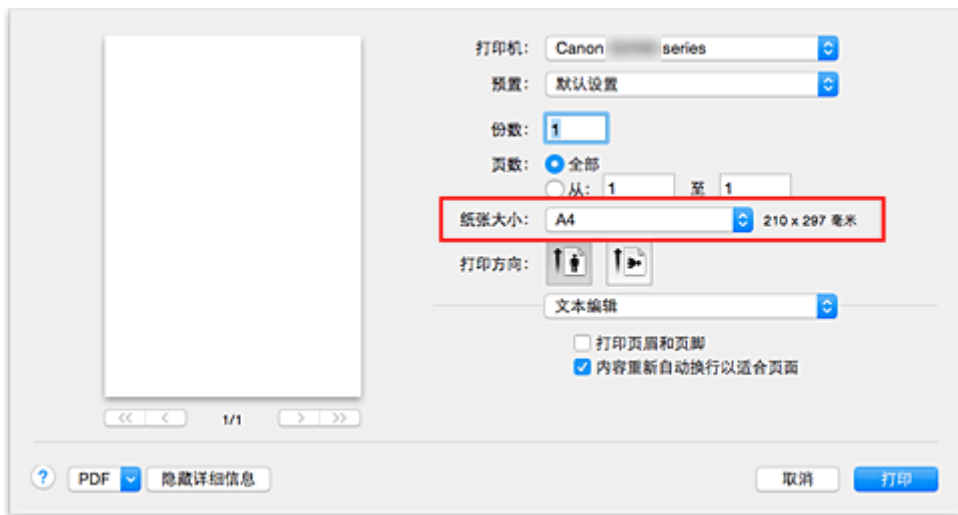 打印机: Canon series
预置: 默认设置
份数: 1
页数: 全部
从: 1 至 1
纸张大小: A4 210 x 297 毫米
打印方向:
文本编辑
打印页眉和页脚
内容重新自动换行以适合页面
<< < 1/1 > >>
? PDF 隐藏详细信息 取消 打印